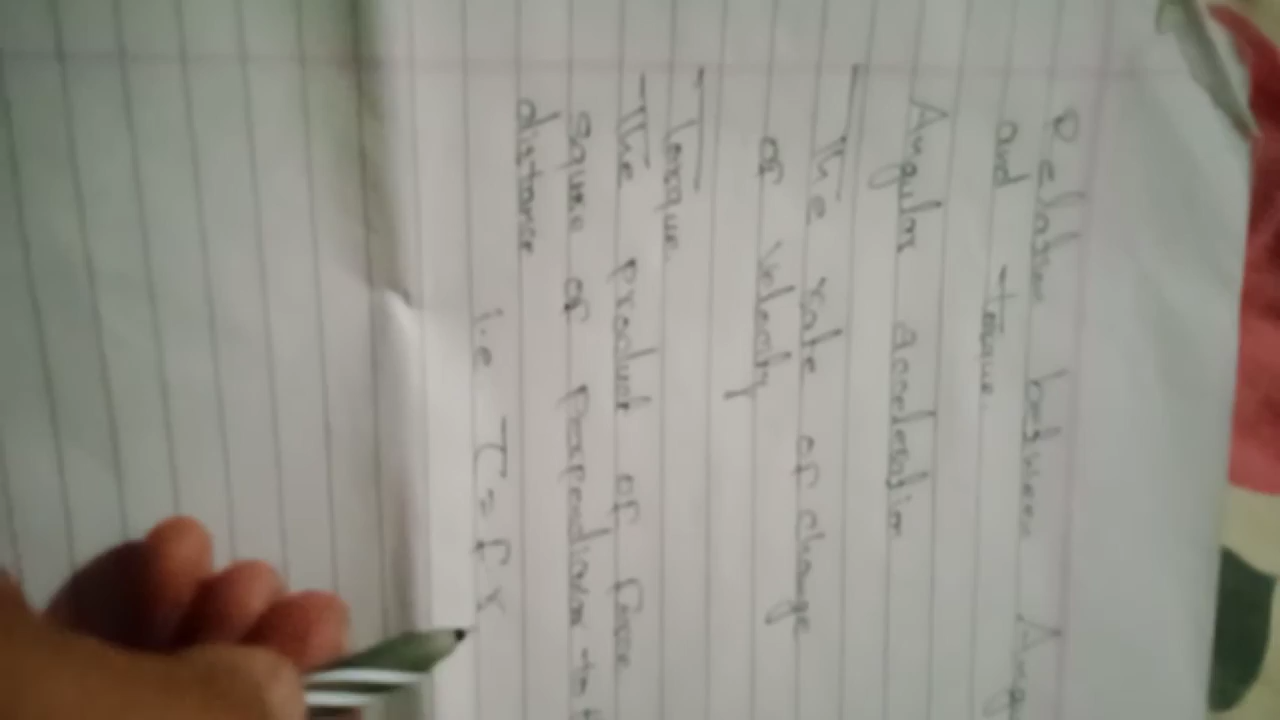 Relation between Ang
and torque.
Angular acceleration
The rate of change
of velocity
Torque
The product of force
square of perpendicular to t
distance
i.e T = f x